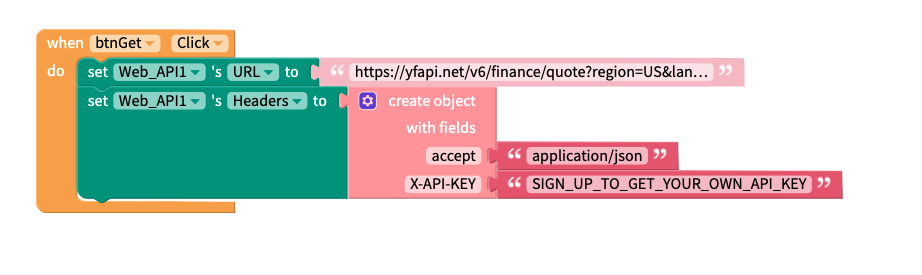 when btnGet Click
do set Web_API1 's URL to “ https://yfapi.net/v6/finance/quote?region=US&lan... ”
set Web_API1 's Headers to create object
with fields
accept “ application/json ”
X-API-KEY “ SIGN_UP_TO_GET_YOUR_OWN_API_KEY ”